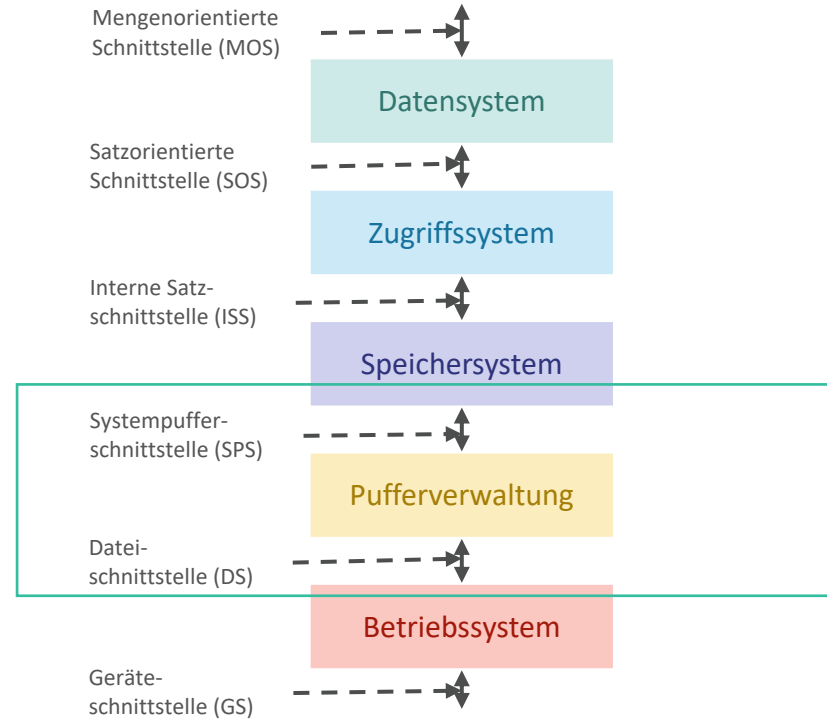 Mengenorientierte
Schnittstelle (MOS)
Datensystem
Satzorientierte
Schnittstelle (SOS)
Zugriffssystem
Interne Satz-
schnittstelle (ISS)
Speichersystem
Systempuffer-
schnittstelle (SPS)
Pufferverwaltung
Datei-
schnittstelle (DS)
Betriebssystem
Geräte-
schnittstelle (GS)